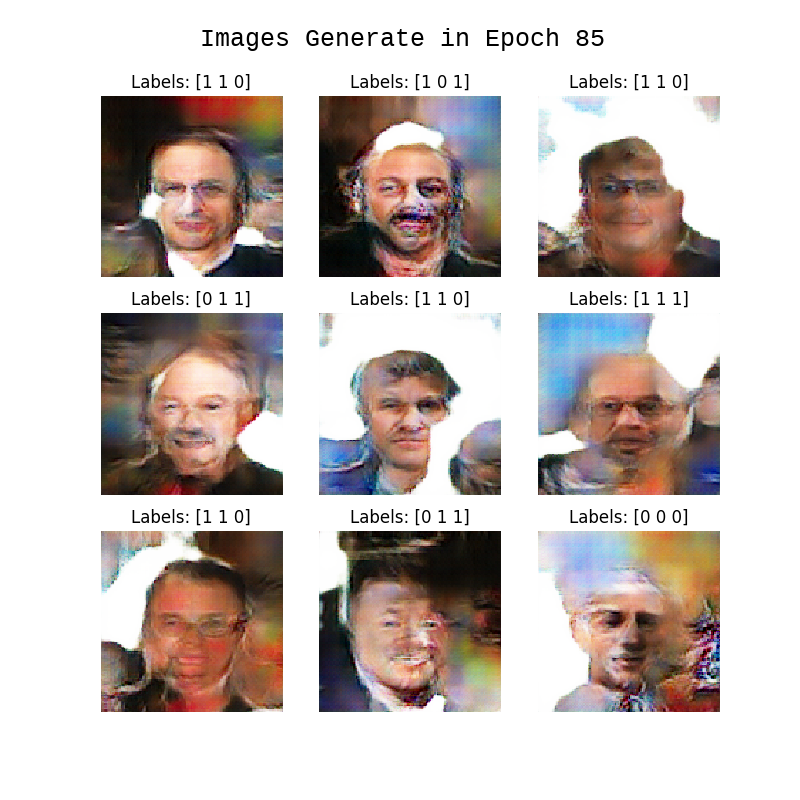 Images Generate in Epoch 85
Labels: [1 1 0]
Labels: [1 0 1]
Labels: [1 1 0]
Labels: [0 1 1]
Labels: [1 1 0]
Labels: [1 1 1]
Labels: [1 1 0]
Labels: [0 1 1]
Labels: [0 0 0]